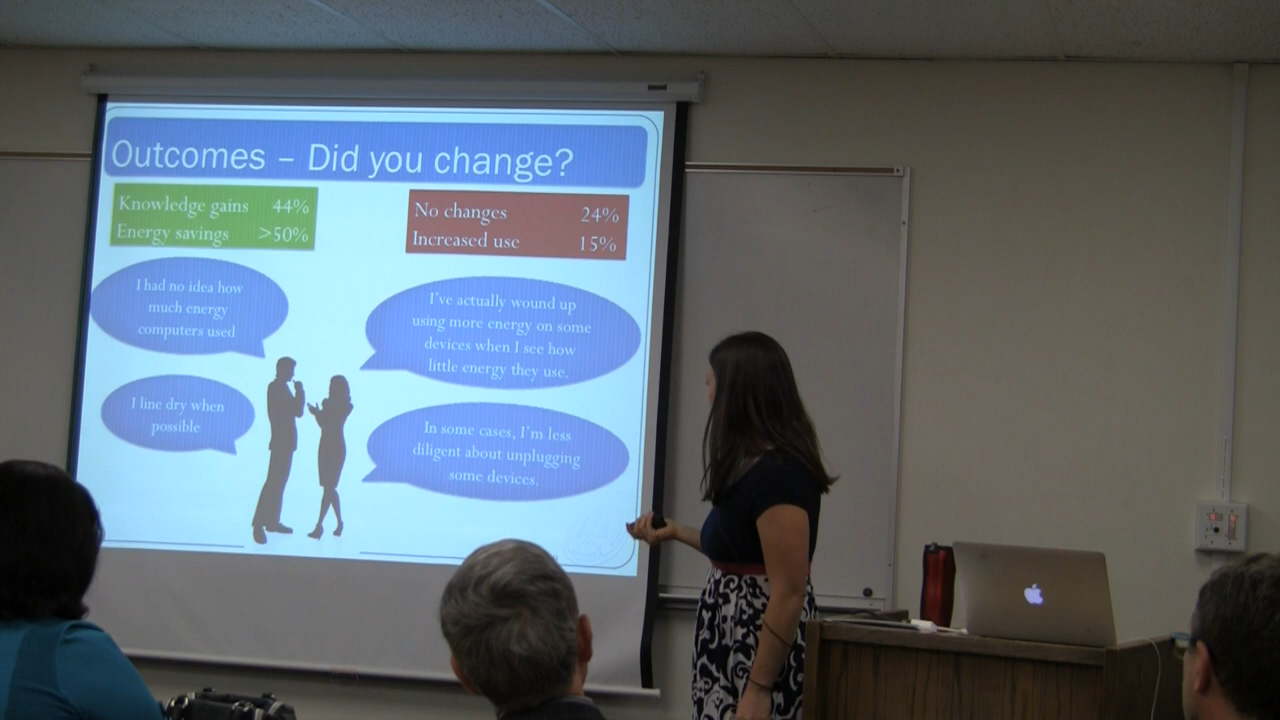 Outcomes – Did you change?
Knowledge gains 44%
Energy savings >50%
No changes 24%
Increased use 15%
I had no idea how
much energy
computers used
I've actually wound up
using more energy on some
devices when I see how
little energy they use.
I line dry when
possible
In some cases, I'm less
diligent about unplugging
some devices.